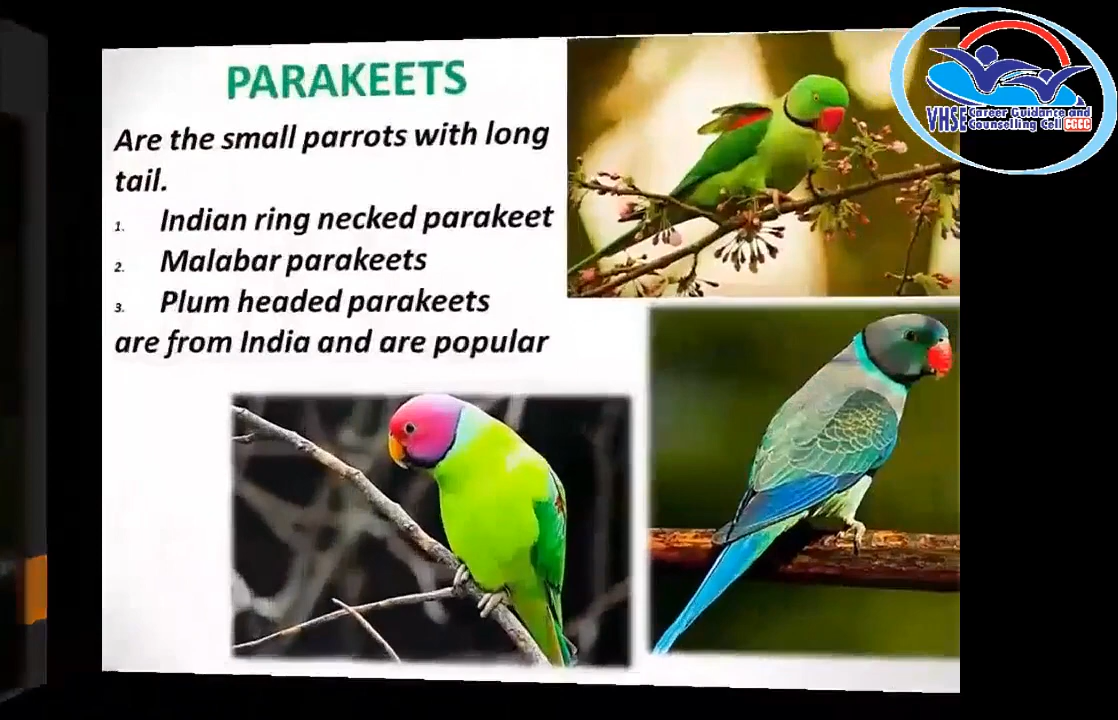 PARAKEETS
Are the small parrots with long
tail.
1. Indian ring necked parakeet
2. Malabar parakeets
3. Plum headed parakeets
are from India and are popular
VHSE Career Guidance and
Counselling Cell CGCC